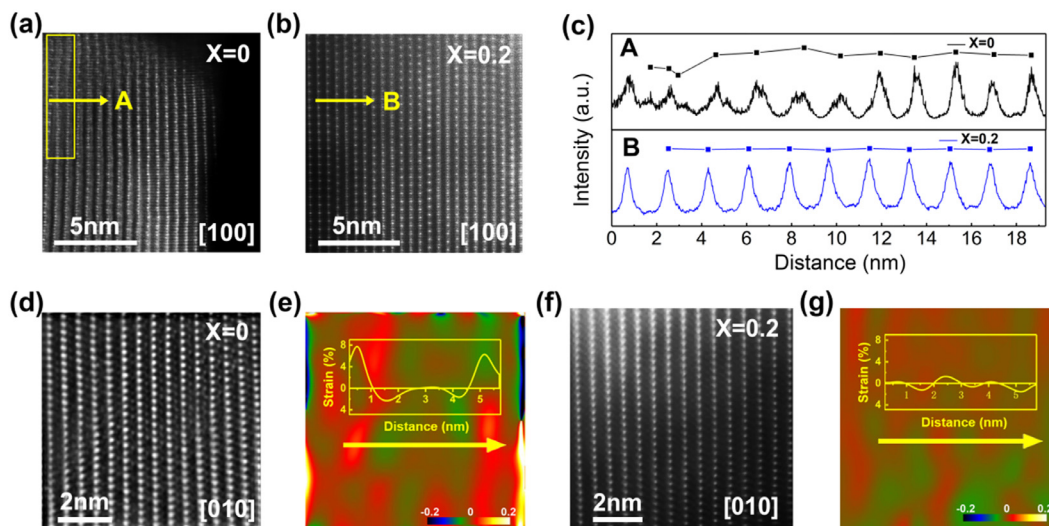 (a)
X=0
A
5nm
[100]
(b)
X=0.2
B
5nm
[100]
(c)
A
X=0
B
X=0.2
Intensity (a.u.)
0 2 4 6 8 10 12 14 16 18
Distance (nm)
(d)
X=0
2nm
[010]
(e)
8
4
0
4
Strain (%)
1 2 3 4 5
Distance (nm)
-0.2 0 0.2
(f)
X=0.2
2nm
[010]
(g)
8
4
0
4
Strain (%)
1 2 3 4 5
Distance (nm)
-0.2 0 0.2